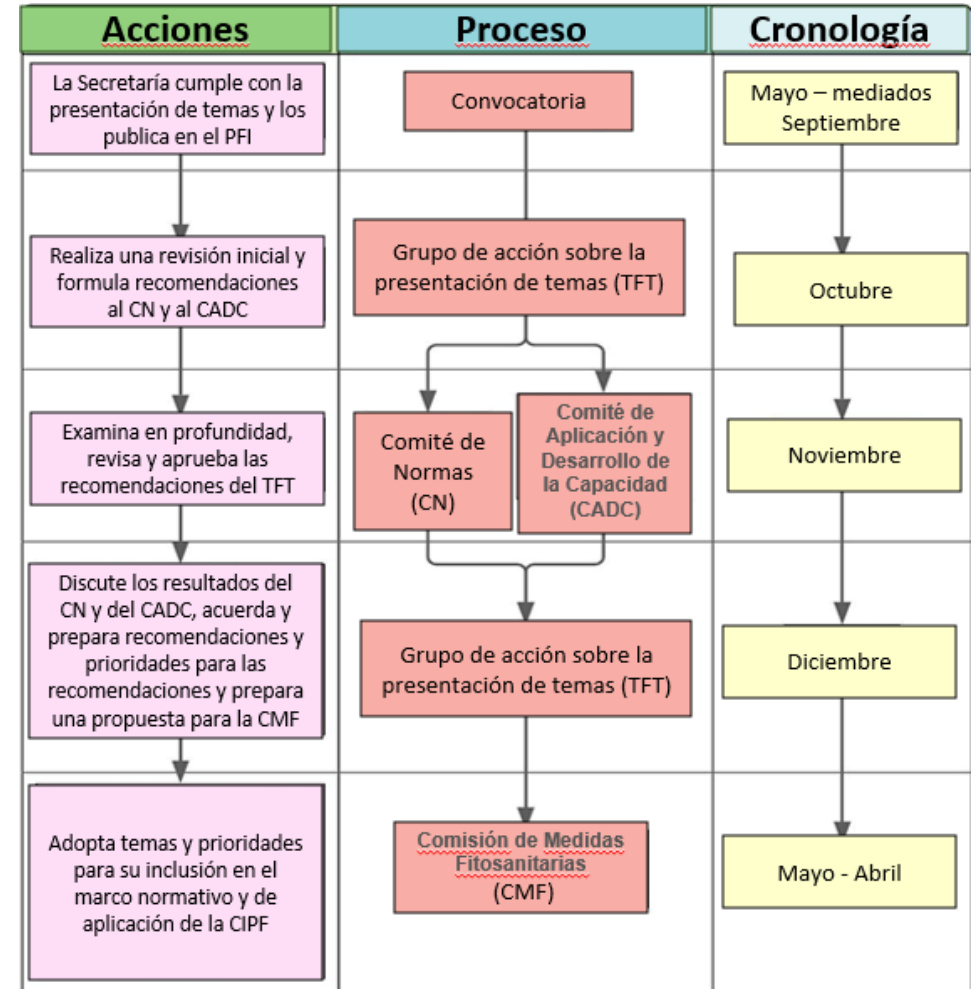 Acciones
Proceso
Cronología
La Secretaría cumple con la
presentación de temas y los
publica en el PFI
Convocatoria
Mayo – mediados
Septiembre
Realiza una revisión inicial y
formula recomendaciones
al CN y al CADC
Grupo de acción sobre la
presentación de temas (TFT)
Octubre
Examina en profundidad,
revisa y aprueba las
recomendaciones del TFT
Comité de
Normas
(CN)
Comité de
Aplicación y
Desarrollo de
la Capacidad
(CADC)
Noviembre
Discute los resultados del
CN y del CADC, acuerda y
prepara recomendaciones y
prioridades para las
recomendaciones y prepara
una propuesta para la CMF
Grupo de acción sobre la
presentación de temas (TFT)
Diciembre
Adopta temas y prioridades
para su inclusión en el
marco normativo y de
aplicación de la CIPF
Comisión de Medidas
Fitosanitarias
(CMF)
Mayo - Abril